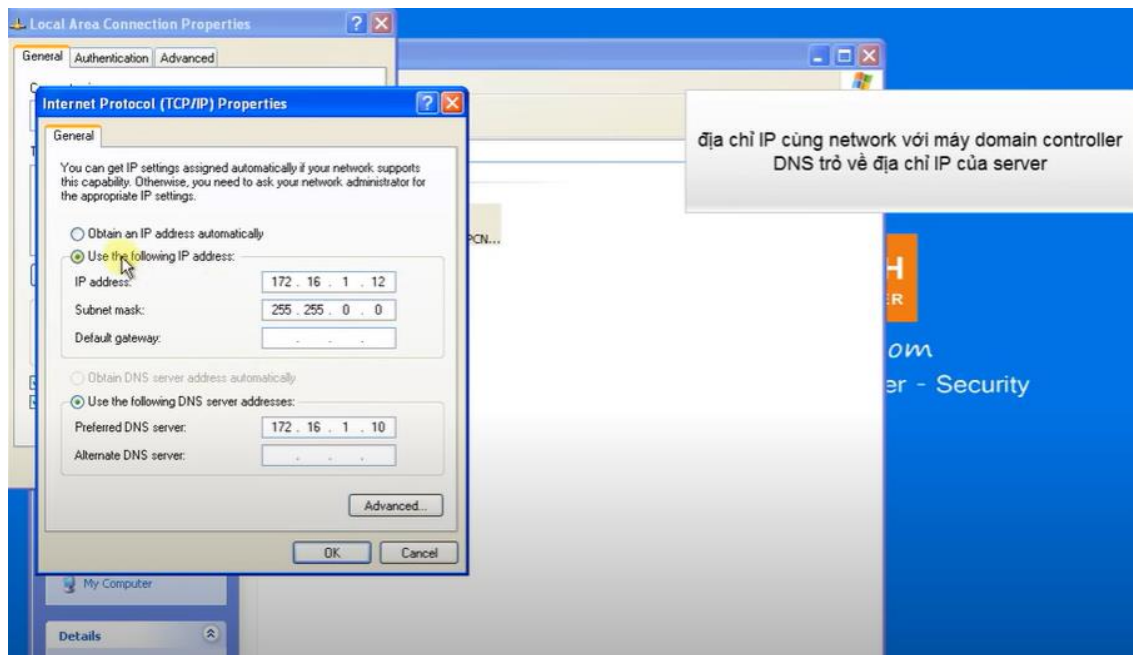 Local Area Connection Properties
General Authentication Advanced
Internet Protocol (TCP/IP) Properties
General
You can get IP settings assigned automatically if your network supports
this capability. Otherwise, you need to ask your network administrator for
the appropriate IP settings.
Obtain an IP address automatically
Use the following IP address:
IP address: 172 . 16 . 1 . 12
Subnet mask: 255 . 255 . 0 . 0
Default gateway: . . .
Obtain DNS server address automatically
Use the following DNS server addresses:
Preferred DNS server: 172 . 16 . 1 . 10
Alternate DNS server: . . .
Advanced...
OK Cancel
My Computer
Details
PCN...
địa chỉ IP cùng network với máy domain controller
DNS trỏ về địa chỉ IP của server
H
ER
om
er - Security